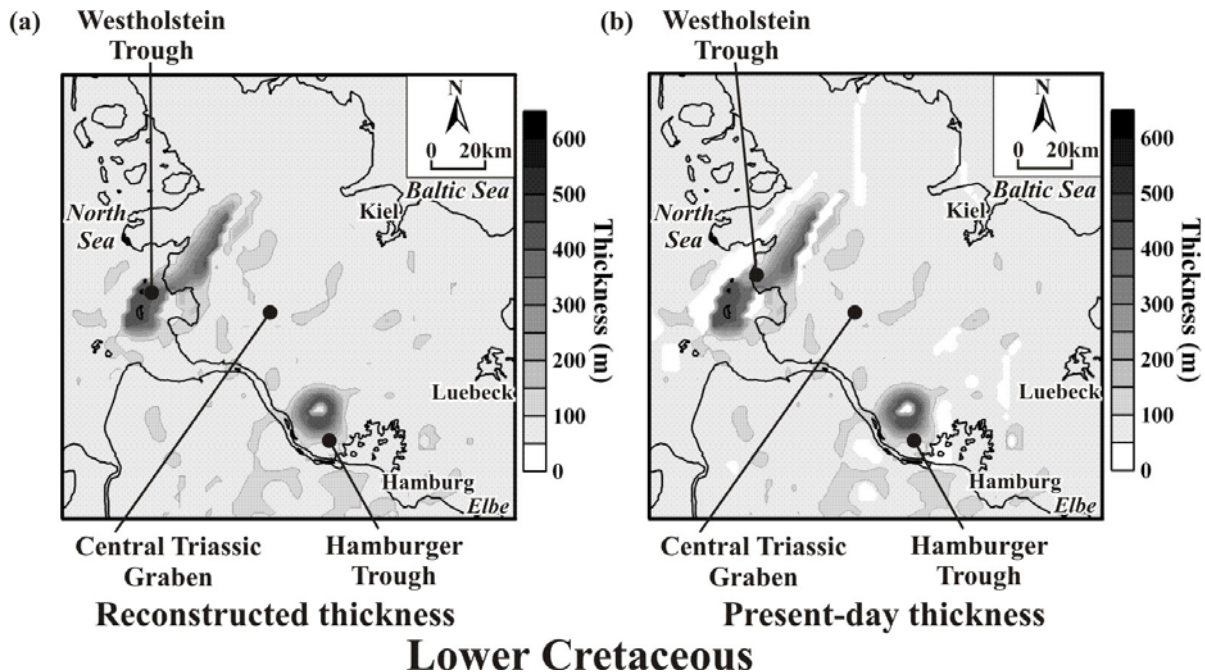 (a)
Westholstein
Trough
N
0 20km
Baltic Sea
North
Sea
Kiel
Luebeck
Hamburg
Elbe
600
500
400
300
200
100
0
Thickness (m)
Central Triassic
Graben
Hamburger
Trough
Reconstructed thickness
(b)
Westholstein
Trough
N
0 20km
Baltic Sea
North
Sea
Kiel
Luebeck
Hamburg
Elbe
600
500
400
300
200
100
0
Thickness (m)
Central Triassic
Graben
Hamburger
Trough
Present-day thickness
Lower Cretaceous